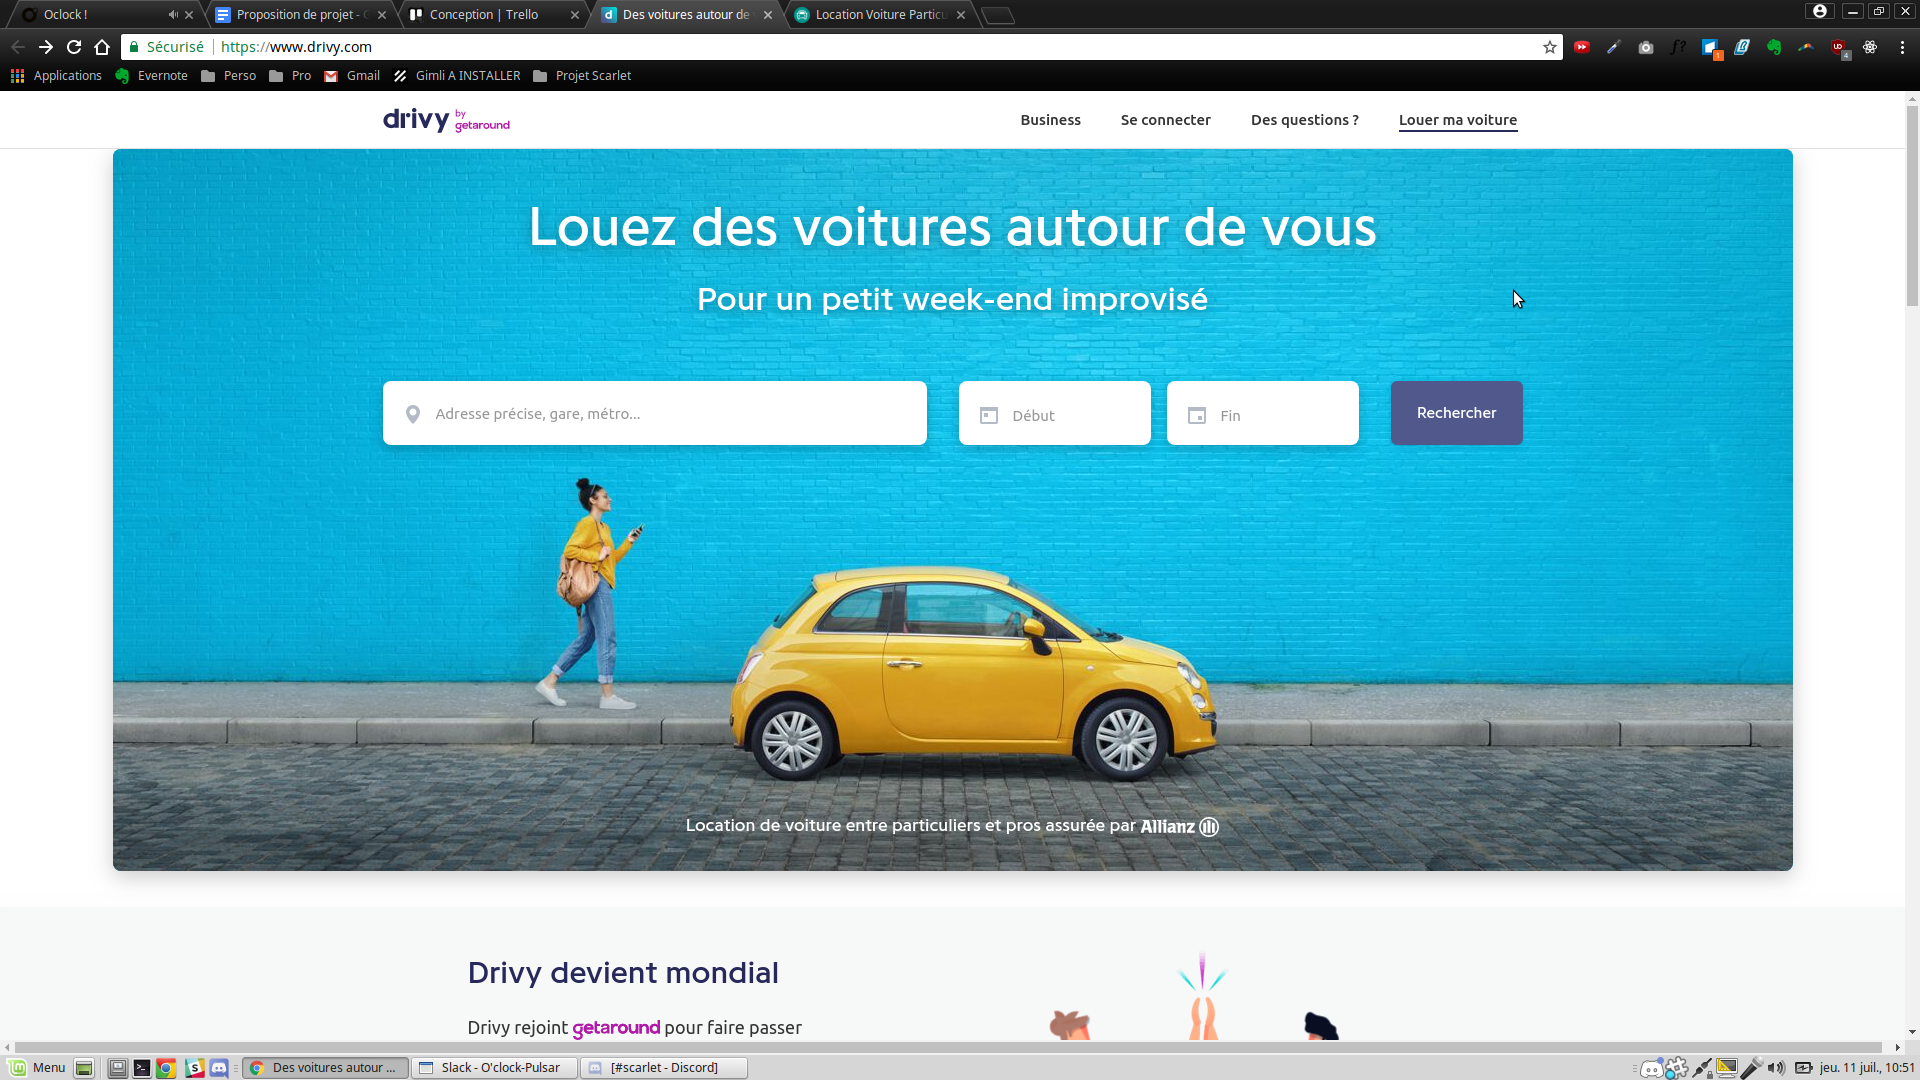 Oclock !
Proposition de projet -
Conception | Trello
Des voitures autour de
Location Voiture Particu
Sécurisé
https://www.drivy.com
Applications
Evernote
Perso
Pro
Gmail
Gimli A INSTALLER
Projet Scarlet
drivy by getaround
Business
Se connecter
Des questions ?
Louer ma voiture
Louez des voitures autour de vous
Pour un petit week-end improvisé
Adresse précise, gare, métro...
Début
Fin
Rechercher
Location de voiture entre particuliers et pros assurée par Allianz
Drivy devient mondial
Drivy rejoint getaround pour faire passer
Menu
Des voitures autour ...
Slack - O'clock-Pulsar
[#scarlet - Discord]
jeu. 11 juil., 10:51